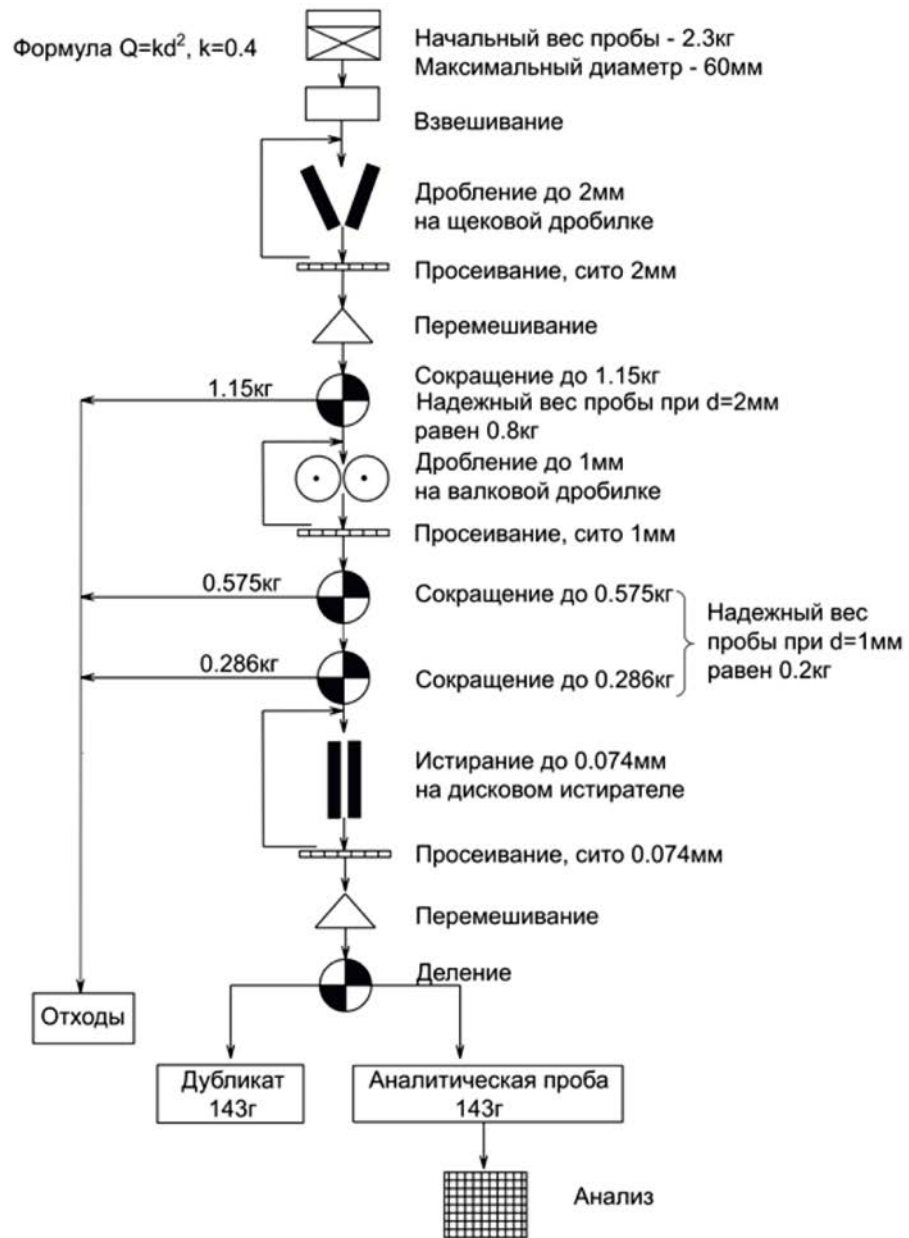 Формула Q=kd², k=0.4
Начальный вес пробы - 2.3кг
Максимальный диаметр - 60мм
Взвешивание
Дробление до 2мм
на щековой дробилке
Просеивание, сито 2мм
Перемешивание
1.15кг
Сокращение до 1.15кг
Надежный вес пробы при d=2мм
равен 0.8кг
Дробление до 1мм
на валковой дробилке
Просеивание, сито 1мм
0.575кг
Сокращение до 0.575кг
0.286кг
Сокращение до 0.286кг
Надежный вес
пробы при d=1мм
равен 0.2кг
Истирание до 0.074мм
на дисковом истирателе
Просеивание, сито 0.074мм
Перемешивание
Деление
Отходы
Дубликат
143г
Аналитическая проба
143г
Анализ